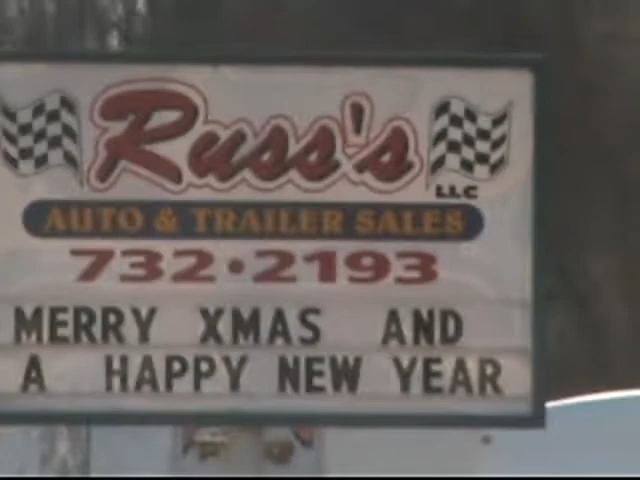 Russ's
LLC
AUTO & TRAILER SALES
732•2193
MERRY XMAS AND
A HAPPY NEW YEAR